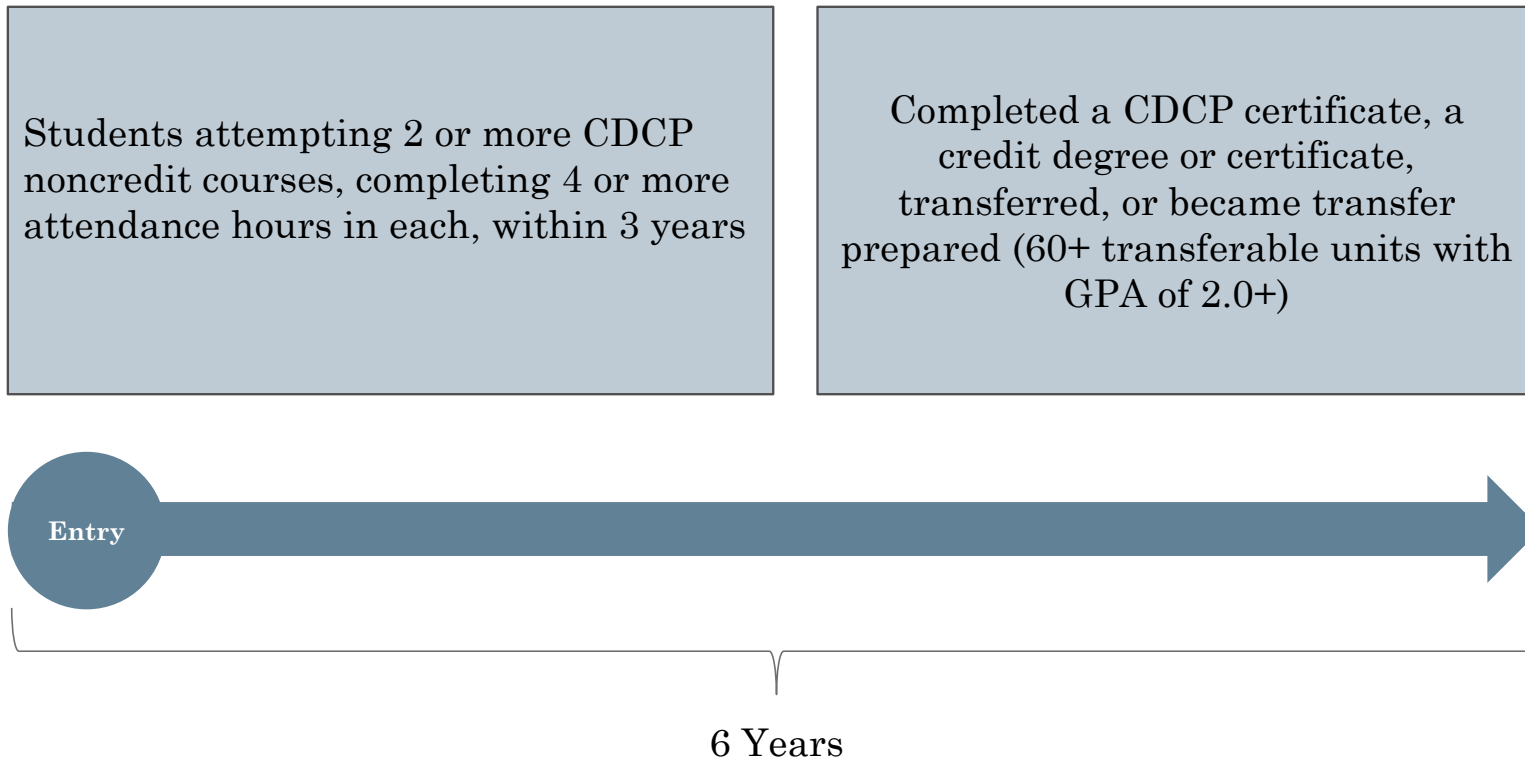 Students attempting 2 or more CDCP
noncredit courses, completing 4 or more
attendance hours in each, within 3 years
Completed a CDCP certificate, a
credit degree or certificate,
transferred, or became transfer
prepared (60+ transferable units with
GPA of 2.0+)
Entry
6 Years